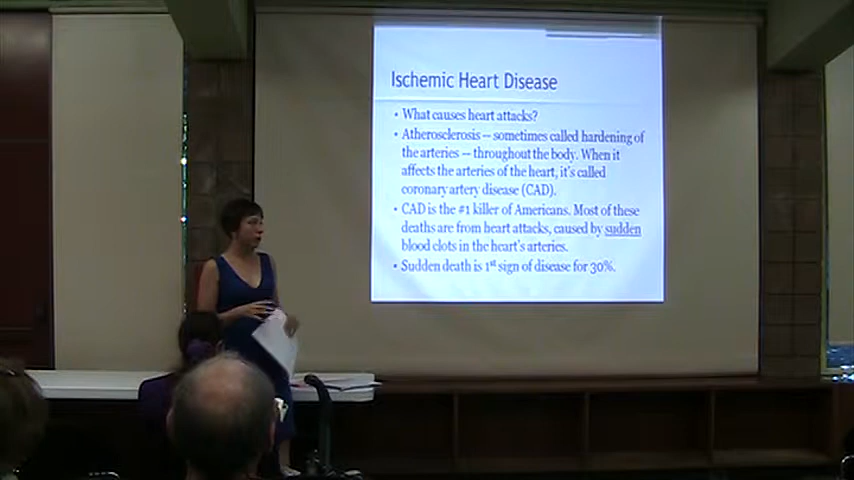 Ischemic Heart Disease
• What causes heart attacks?
• Atherosclerosis -- sometimes called hardening of
the arteries -- throughout the body. When it
affects the arteries of the heart, it's called
coronary artery disease (CAD).
• CAD is the #1 killer of Americans. Most of these
deaths are from heart attacks, caused by sudden
blood clots in the heart's arteries.
• Sudden death is 1st sign of disease for 30%.